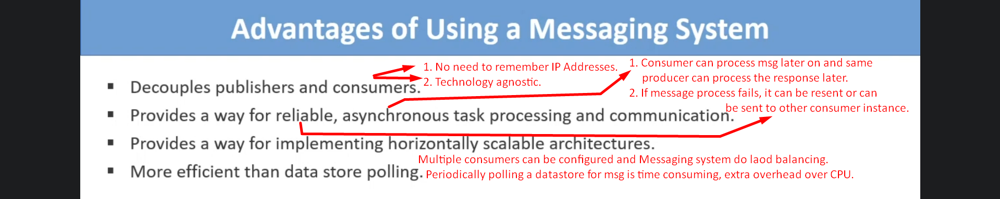 Advantages of Using a Messaging System
▪ Decouples publishers and consumers.
1. No need to remember IP Addresses.
2. Technology agnostic.
▪ Provides a way for reliable, asynchronous task processing and communication.
1. Consumer can process msg later on and same
producer can process the response later.
2. If message process fails, it can be resent or can
be sent to other consumer instance.
▪ Provides a way for implementing horizontally scalable architectures.
Multiple consumers can be configured and Messaging system do laod balancing.
▪ More efficient than data store polling.
Periodically polling a datastore for msg is time consuming, extra overhead over CPU.